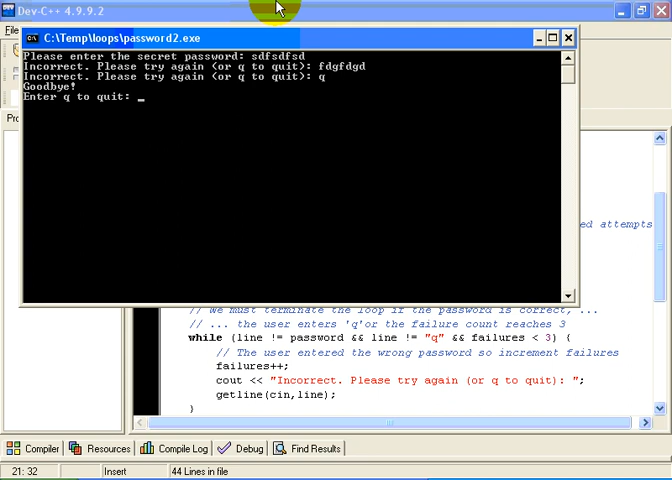 Dev-C++ 4.9.9.2
C:\Temp\loops\password2.exe
Please enter the secret password: sdfsdfsd
Incorrect. Please try again (or q to quit): fdgfdgd
Incorrect. Please try again (or q to quit): q
Goodbye!
Enter q to quit: _
ed attempts
// We must terminate the loop if the password is correct, ...
// ... the user enters 'q'or the failure count reaches 3
while (line != password && line != "q" && failures < 3) {
// The user entered the wrong password so increment failures
failures++;
cout << "Incorrect. Please try again (or q to quit): ";
getline(cin,line);
}
Compiler Resources Compile Log Debug Find Results
21: 32 Insert 44 Lines in file